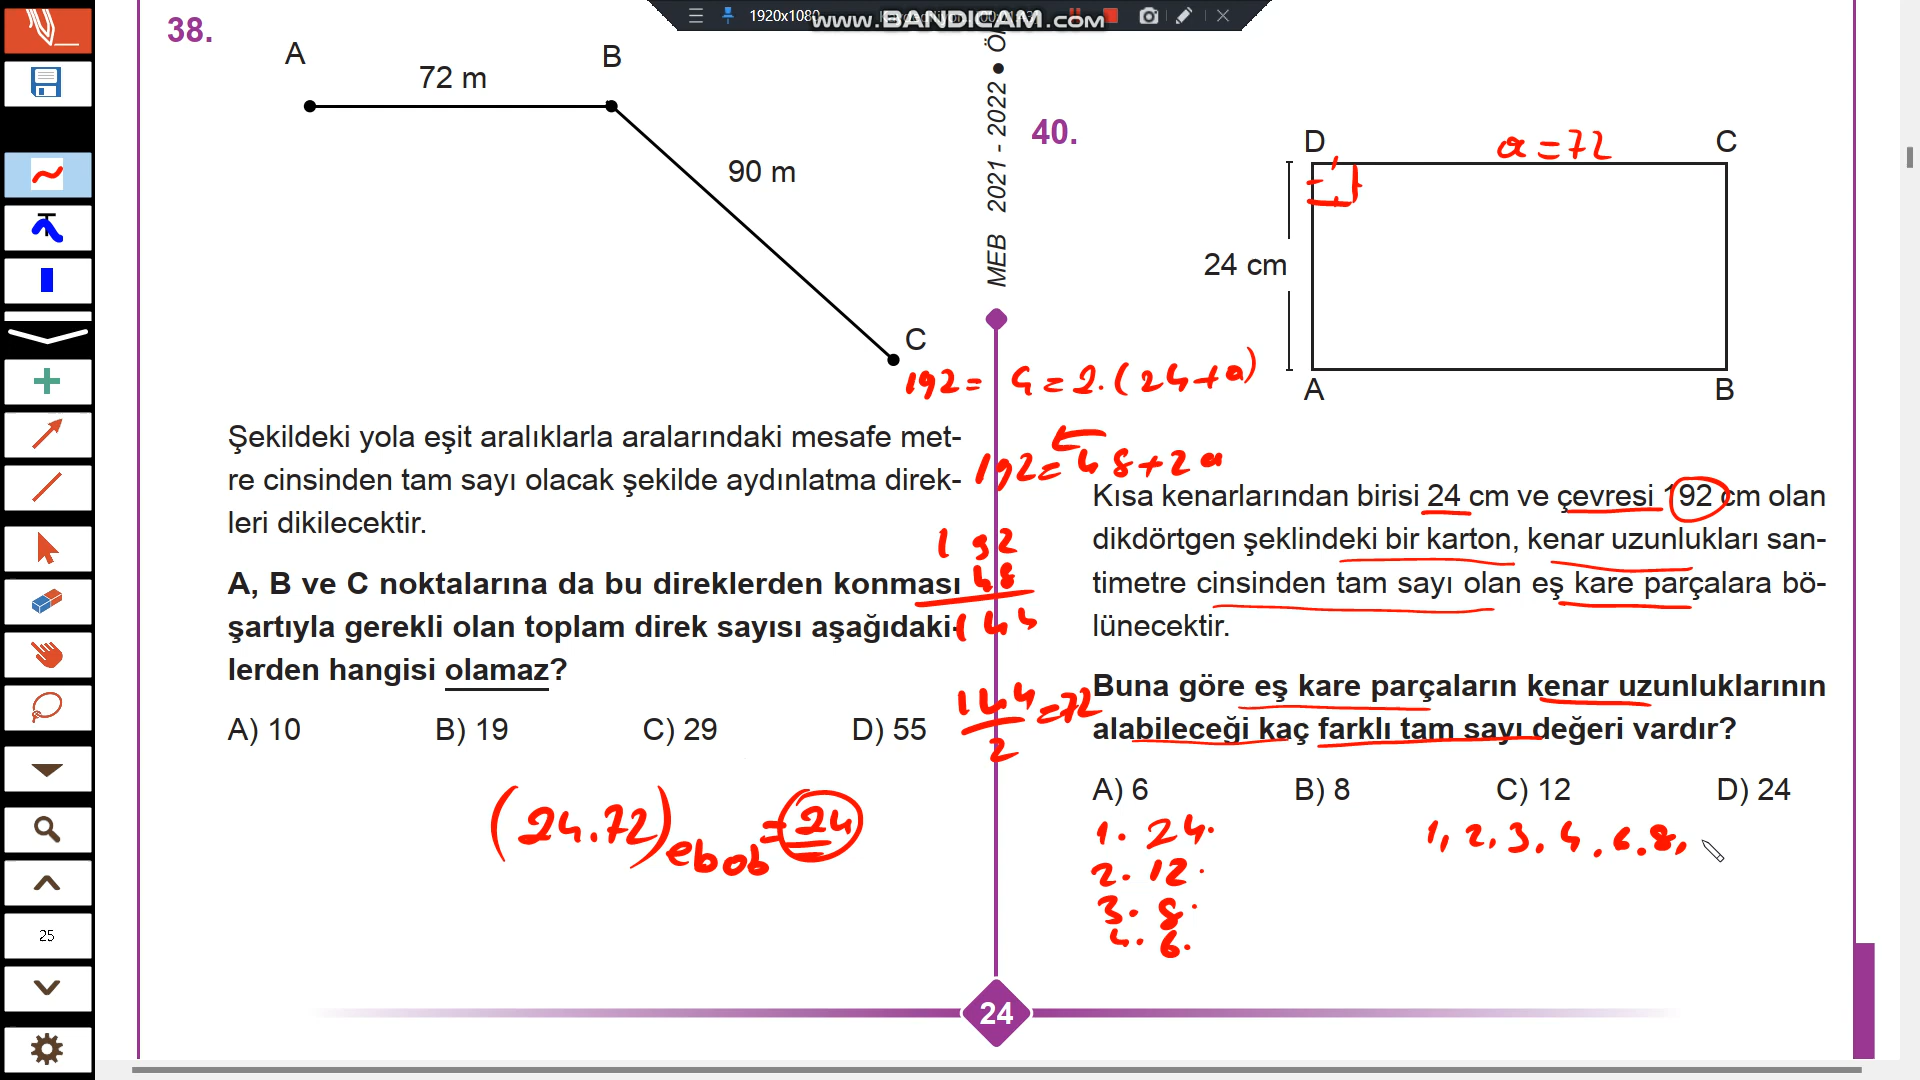 1920x1080
www.BANDICAM.com
38.
A
B
72 m
90 m
C
Şekildeki yola eşit aralıklarla aralarındaki mesafe met-
re cinsinden tam sayı olacak şekilde aydınlatma direk-
leri dikilecektir.
A, B ve C noktalarına da bu direklerden konması
şartıyla gerekli olan toplam direk sayısı aşağıdaki-
lerden hangisi olamaz?
A) 10 B) 19 C) 29 D) 55
(24.72)ebob=24
MEB 2021 - 2022 ●
192= Ç=2.(24+a)
192=48+2a
192
48
144
144
2
=72
40.
D
a=72
C
24 cm
A
B
Kısa kenarlarından birisi 24 cm ve çevresi 192 cm olan
dikdörtgen şeklindeki bir karton, kenar uzunlukları san-
timetre cinsinden tam sayı olan eş kare parçalara bö-
lünecektir.
Buna göre eş kare parçaların kenar uzunluklarının
alabileceği kaç farklı tam sayı değeri vardır?
A) 6 B) 8 C) 12 D) 24
1. 24.
2. 12.
3. 8.
4. 6.
1, 2. 3. 4. 6. 8,
25
24